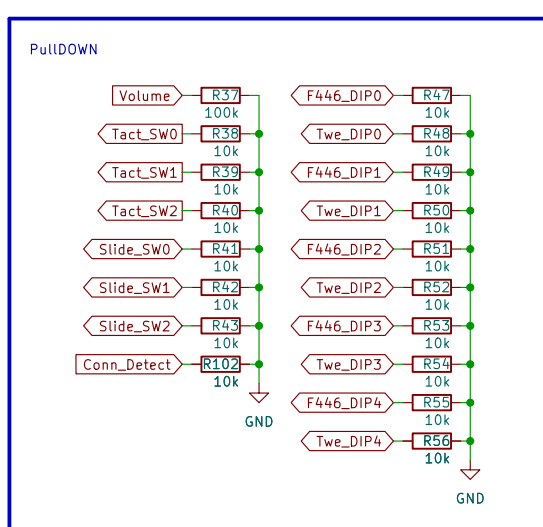 PullDOWN
Volume R37
100k
Tact_SW0 R38
10k
Tact_SW1 R39
10k
Tact_SW2 R40
10k
Slide_SW0 R41
10k
Slide_SW1 R42
10k
Slide_SW2 R43
10k
Conn_Detect R102
10k
GND
F446_DIP0 R47
10k
Twe_DIP0 R48
10k
F446_DIP1 R49
10k
Twe_DIP1 R50
10k
F446_DIP2 R51
10k
Twe_DIP2 R52
10k
F446_DIP3 R53
10k
Twe_DIP3 R54
10k
F446_DIP4 R55
10k
Twe_DIP4 R56
10k
GND